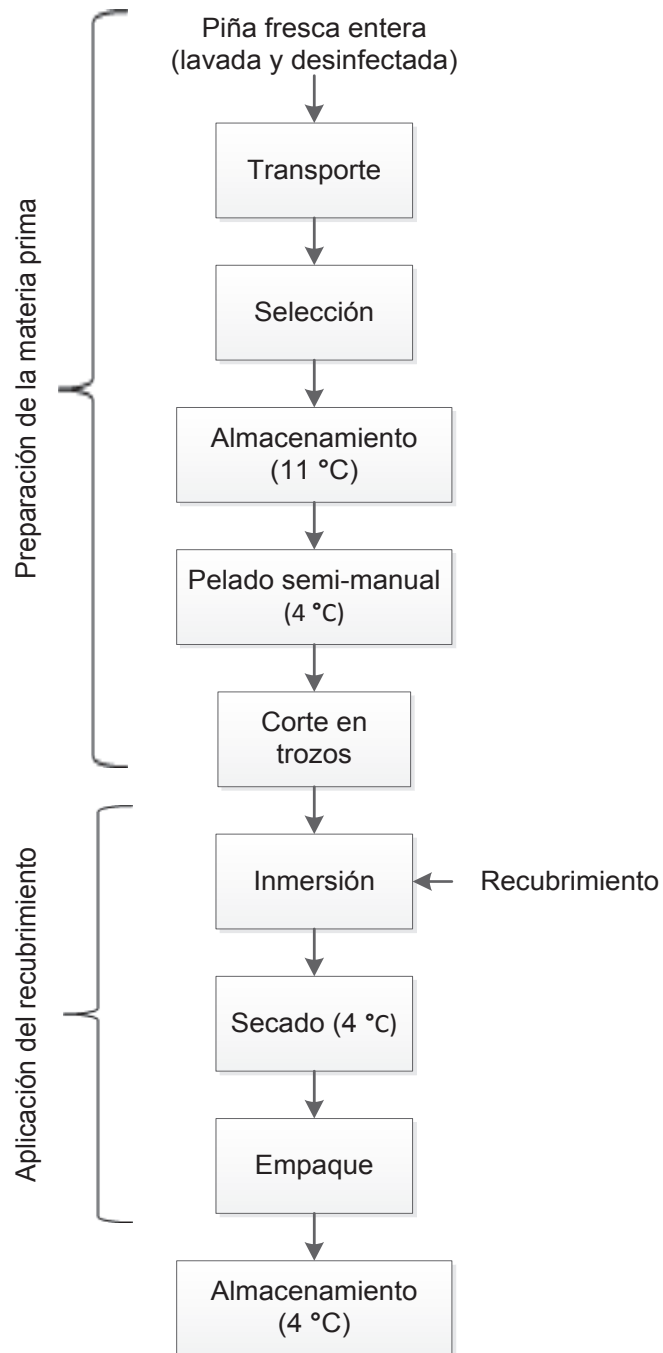 Piña fresca entera
(lavada y desinfectada)
Transporte
Selección
Almacenamiento
(11 °C)
Pelado semi-manual
(4 °C)
Corte en
trozos
Preparación de la materia prima
Inmersión
Recubrimiento
Secado (4 °C)
Empaque
Aplicación del recubrimiento
Almacenamiento
(4 °C)